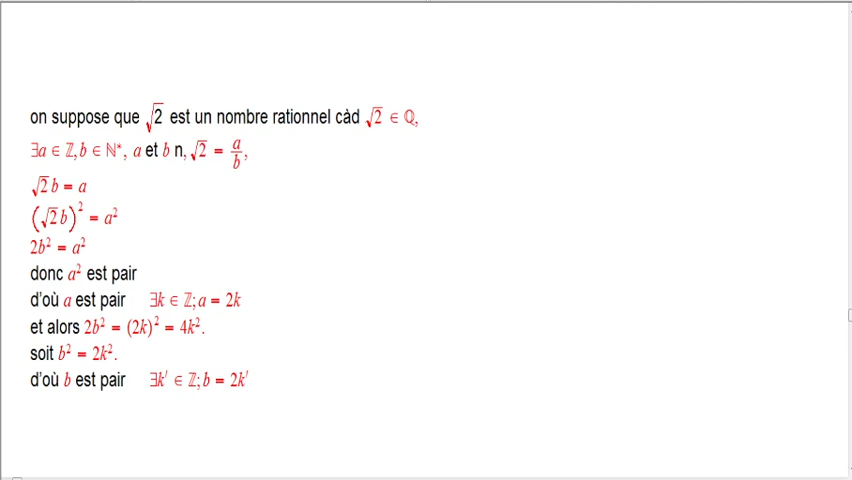 on suppose que √2 est un nombre rationnel càd √2 ∈ ℚ,
∃a ∈ ℤ, b ∈ ℕ*, a et b n, √2 = a/b,
√2 b = a
(√2 b)² = a²
2b² = a²
donc a² est pair
d'où a est pair ∃k ∈ ℤ; a = 2k
et alors 2b² = (2k)² = 4k².
soit b² = 2k².
d'où b est pair ∃k′ ∈ ℤ; b = 2k′